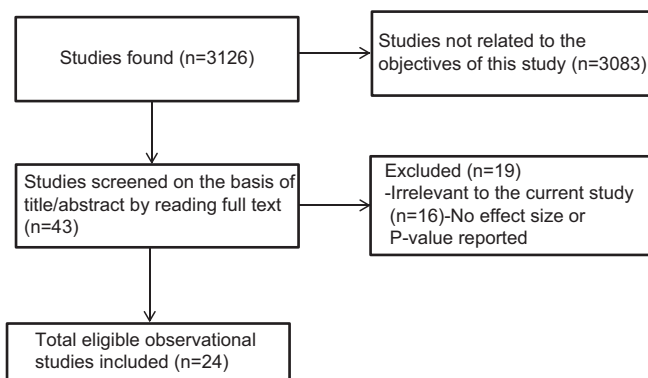 Studies found (n=3126)
Studies not related to the
objectives of this study (n=3083)
Studies screened on the basis of
title/abstract by reading full text
(n=43)
Excluded (n=19)
-Irrelevant to the current study
(n=16)-No effect size or
P-value reported
Total eligible observational
studies included (n=24)